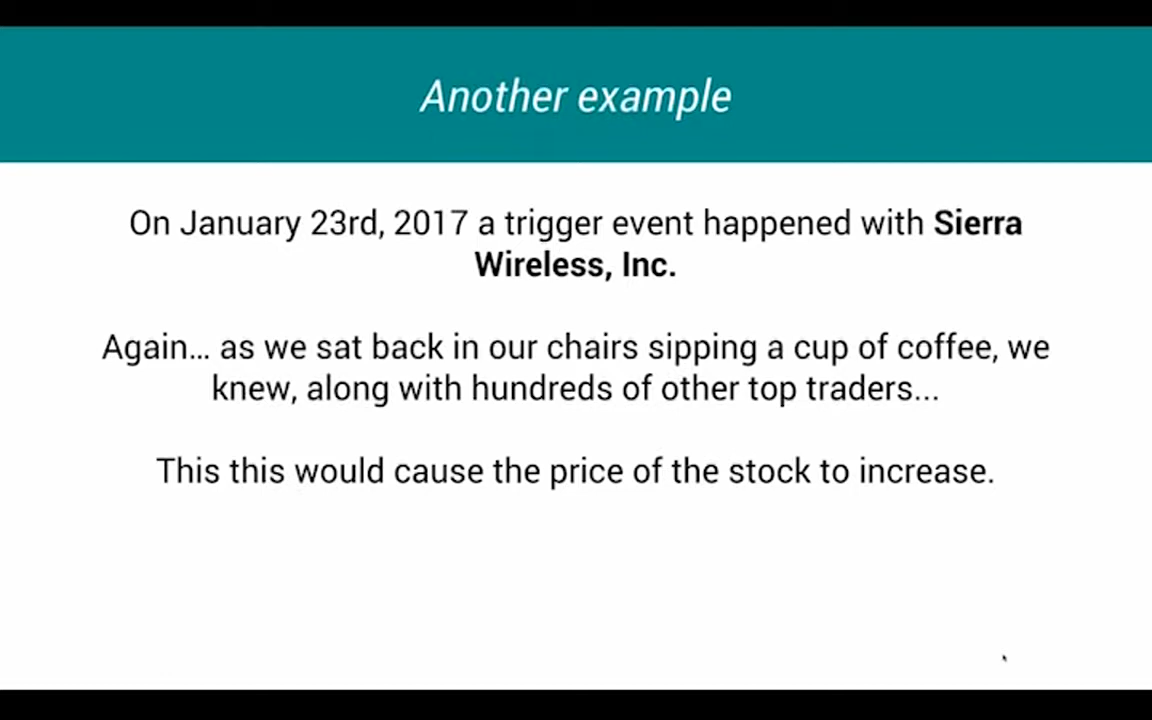 Another example
On January 23rd, 2017 a trigger event happened with Sierra
Wireless, Inc.
Again... as we sat back in our chairs sipping a cup of coffee, we
knew, along with hundreds of other top traders...
This this would cause the price of the stock to increase.